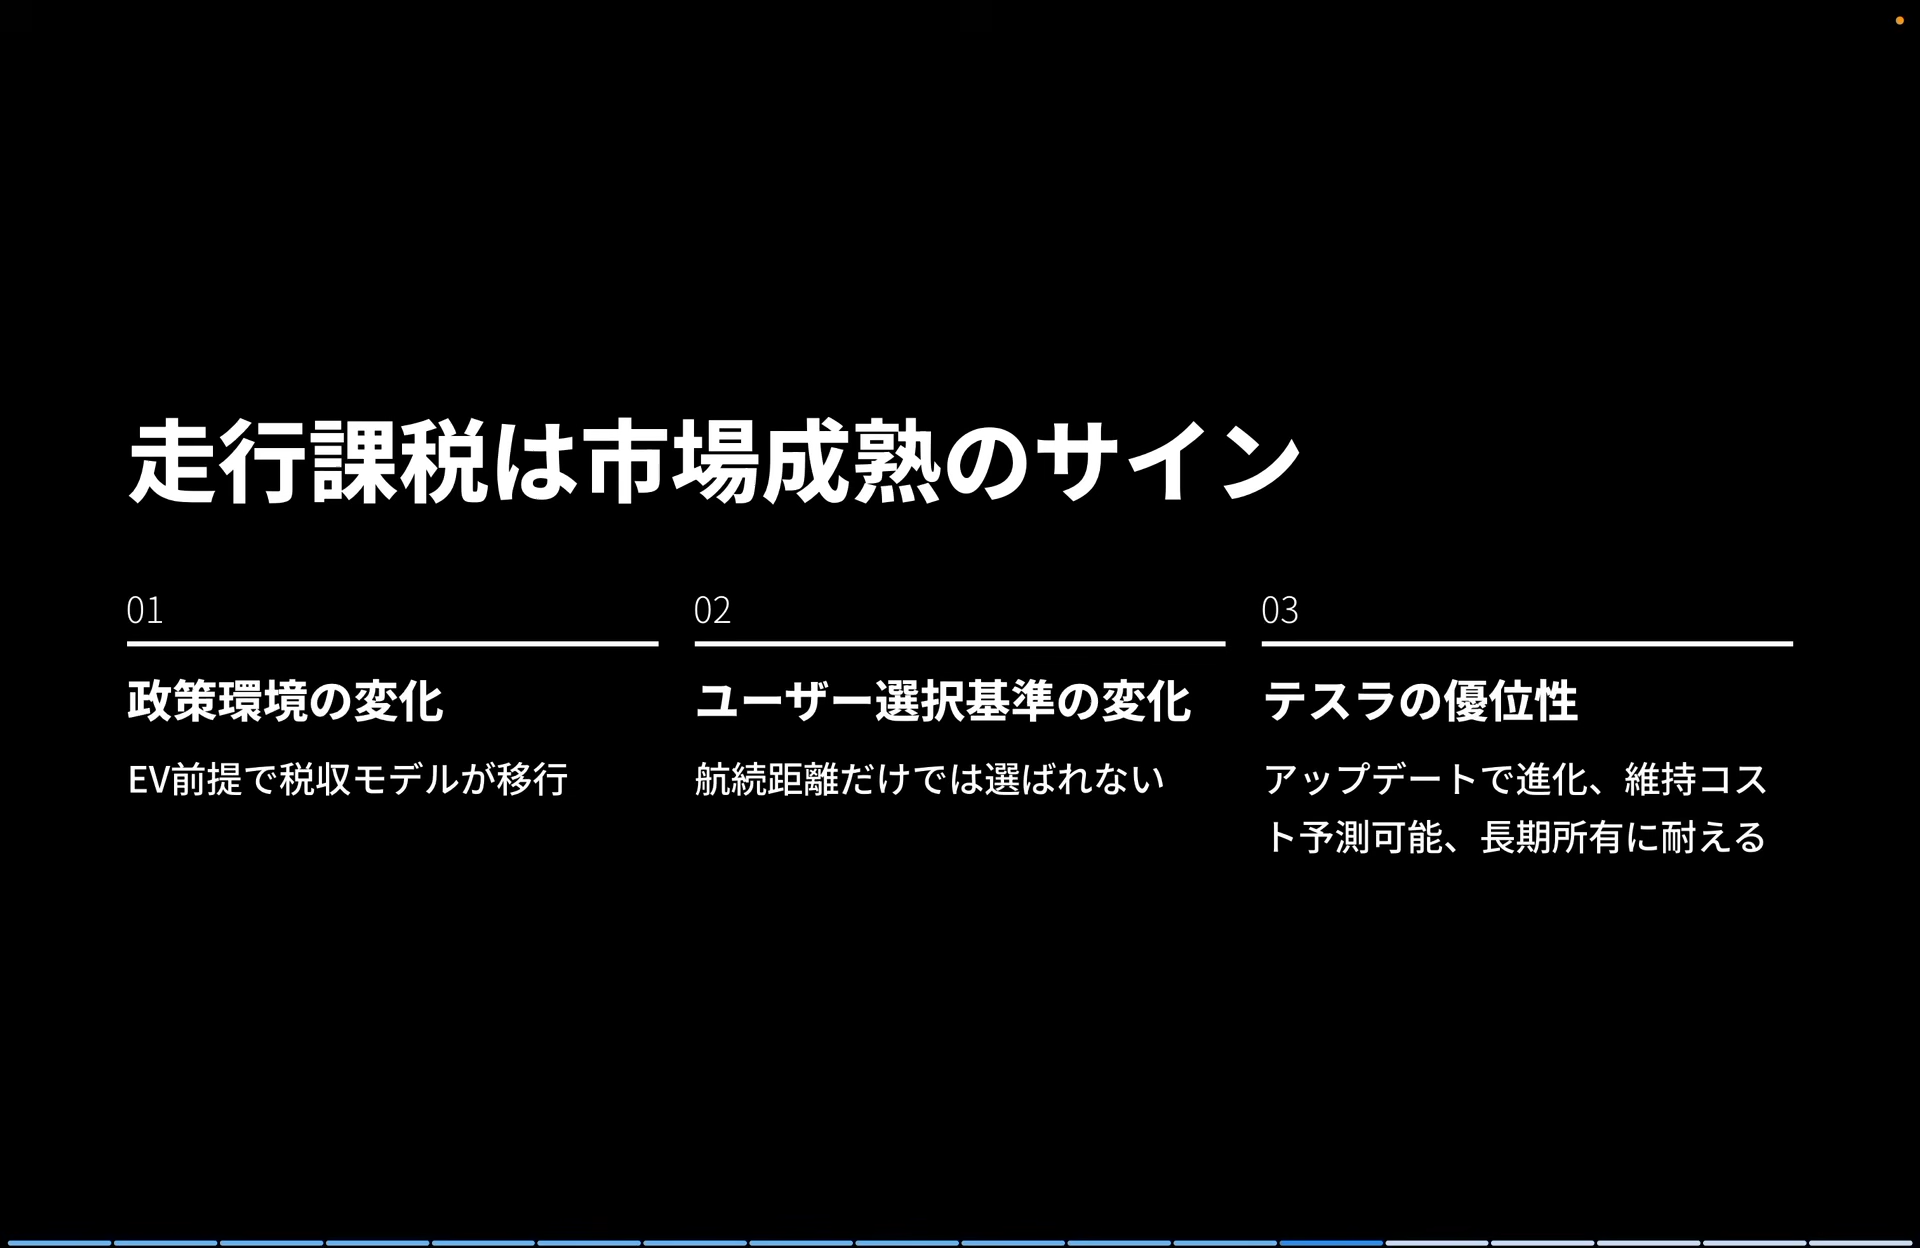 走行課税は市場成熟のサイン
01
政策環境の変化
EV前提で税収モデルが移行
02
ユーザー選択基準の変化
航続距離だけでは選ばれない
03
テスラの優位性
アップデートで進化、維持コス
ト予測可能、長期所有に耐える